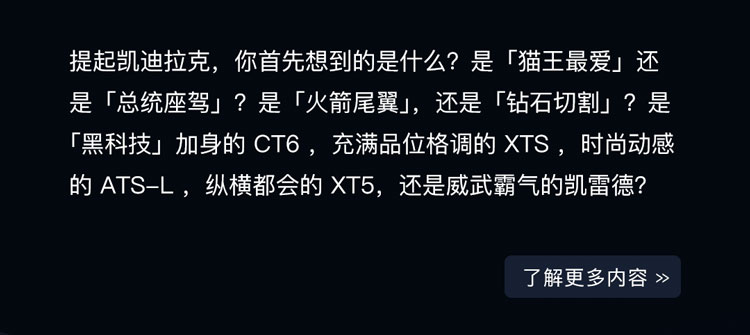 提起凯迪拉克，你首先想到的是什么？是「猫王最爱」还
是「总统座驾」？是「火箭尾翼」，还是「钻石切割」？是
「黑科技」加身的 CT6 ，充满品位格调的 XTS ，时尚动感
的 ATS-L ，纵横都会的 XT5，还是威武霸气的凯雷德？
了解更多内容 »